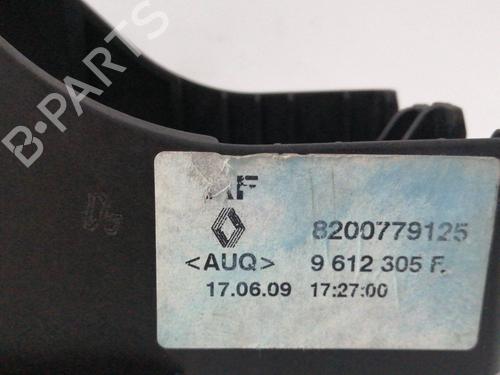 B-PARTS
AF
8200779125
<AUQ> 9 612 305 F.
17.06.09 17:27:00